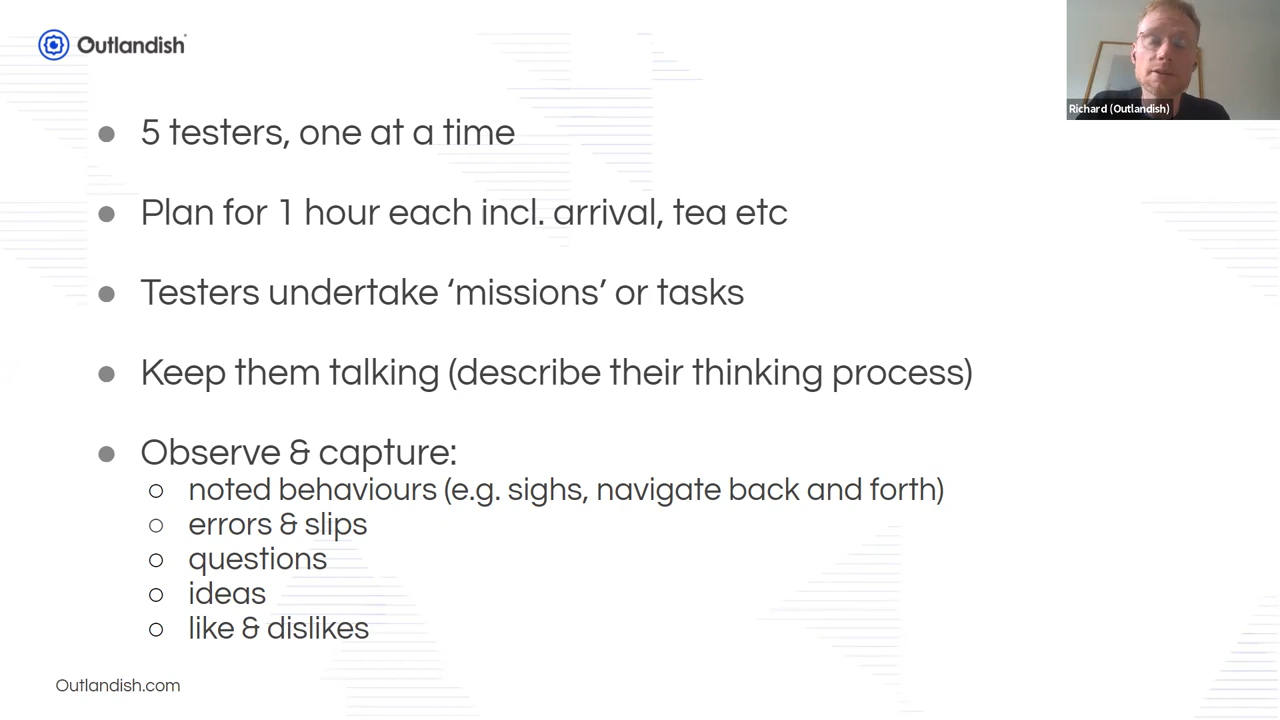 Outlandish
Richard (Outlandish)
5 testers, one at a time
Plan for 1 hour each incl. arrival, tea etc
Testers undertake ‘missions’ or tasks
Keep them talking (describe their thinking process)
Observe & capture:
noted behaviours (e.g. sighs, navigate back and forth)
errors & slips
questions
ideas
like & dislikes
Outlandish.com